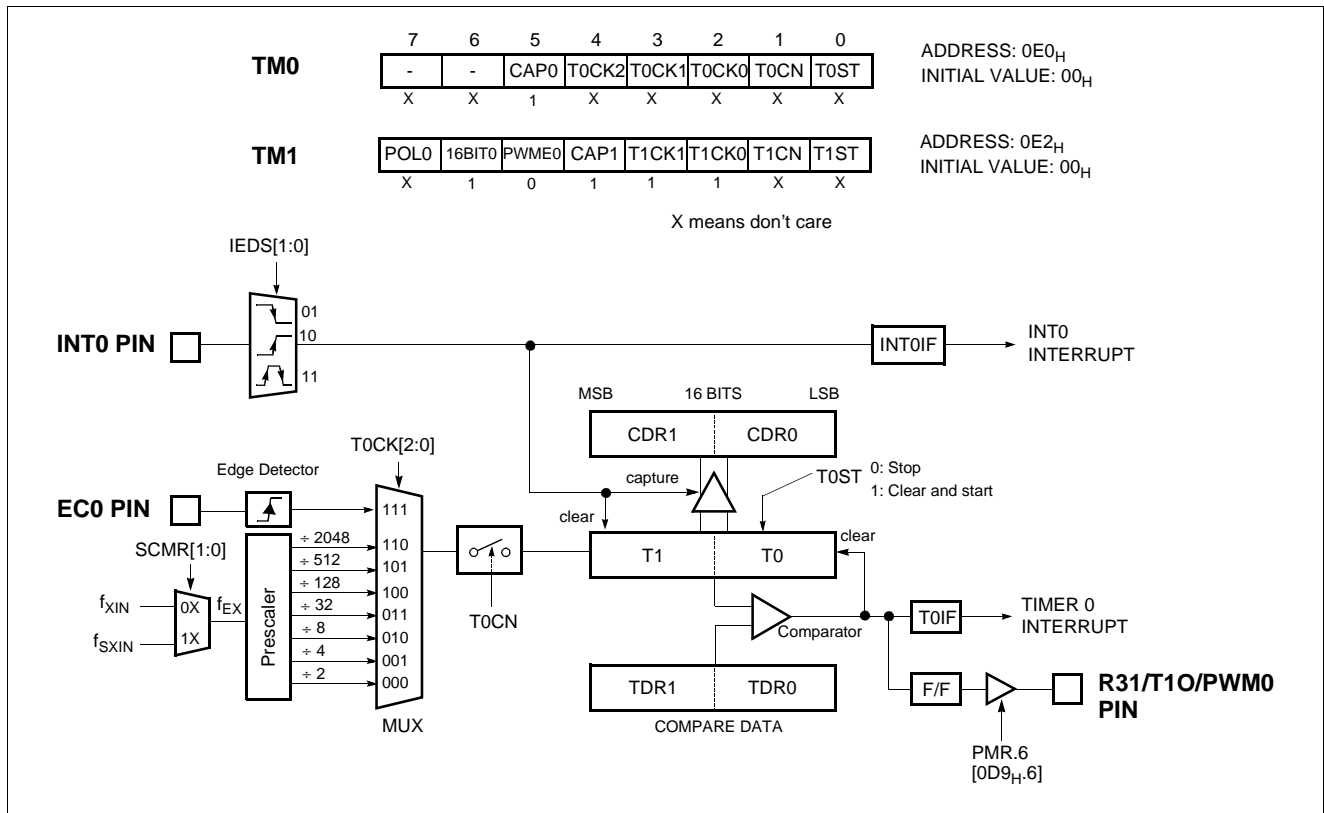 7 6 5 4 3 2 1 0
TM0 - - CAP0 T0CK2 T0CK1 T0CK0 T0CN T0ST
X X 1 X X X X X
ADDRESS: 0E0H
INITIAL VALUE: 00H
TM1 POL0 16BIT0 PWME0 CAP1 T1CK1 T1CK0 T1CN T1ST
X 1 0 1 1 1 X X
ADDRESS: 0E2H
INITIAL VALUE: 00H
X means don't care
IEDS[1:0]
01
10
11
INT0 PIN
INT0IF
INT0
INTERRUPT
MSB 16 BITS LSB
CDR1 CDR0
capture
T0ST
0: Stop
1: Clear and start
clear
T1 T0
clear
T0CK[2:0]
Edge Detector
EC0 PIN
111
SCMR[1:0]
fXIN
fSXIN
0X
1X
fEX
Prescaler
÷ 2048 110
÷ 512 101
÷ 128 100
÷ 32 011
÷ 8 010
÷ 4 001
÷ 2 000
MUX
T0CN
Comparator
T0IF
TIMER 0
INTERRUPT
TDR1 TDR0
COMPARE DATA
F/F
R31/T1O/PWM0
PIN
PMR.6
[0D9H.6]